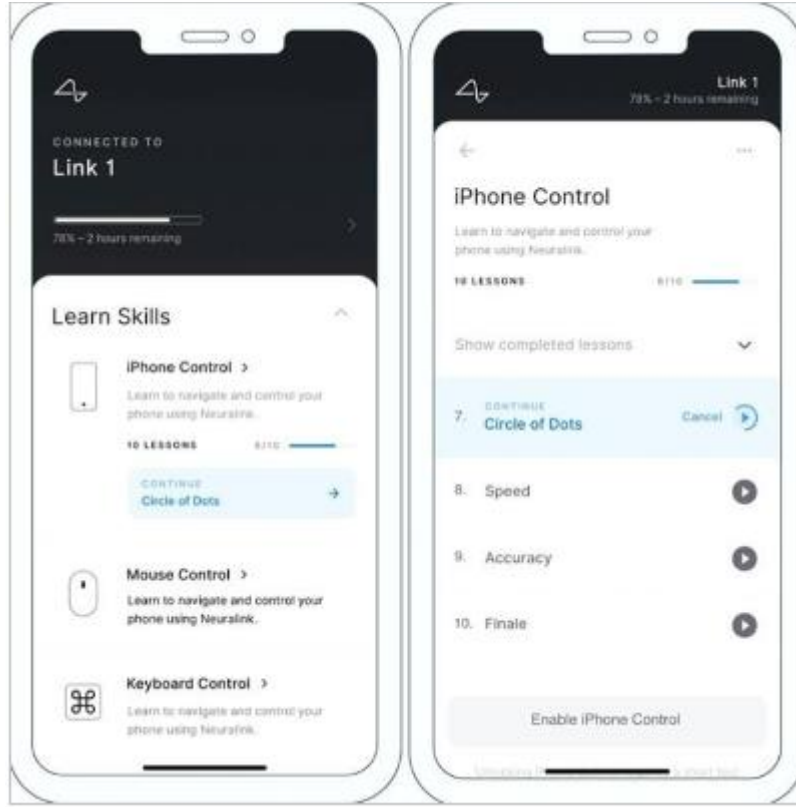 CONNECTED TO
Link 1
78% – 2 hours remaining
Learn Skills
iPhone Control >
Learn to navigate and control your
phone using Neuralink.
10 LESSONS 6/10
CONTINUE
Circle of Dots
Mouse Control >
Learn to navigate and control your
phone using Neuralink.
Keyboard Control >
Learn to navigate and control your
phone using Neuralink.
Link 1
78% – 2 hours remaining
iPhone Control
Learn to navigate and control your
phone using Neuralink.
10 LESSONS 6/10
Show completed lessons
CONTINUE
7. Circle of Dots Cancel
8. Speed
9. Accuracy
10. Finale
Enable iPhone Control